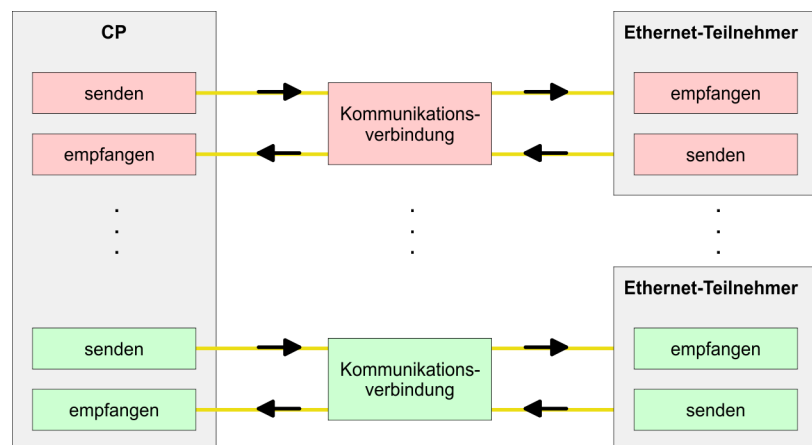 CP
Ethernet-Teilnehmer
senden
Kommunikations-
verbindung
empfangen
empfangen
senden
Ethernet-Teilnehmer
senden
Kommunikations-
verbindung
empfangen
empfangen
senden